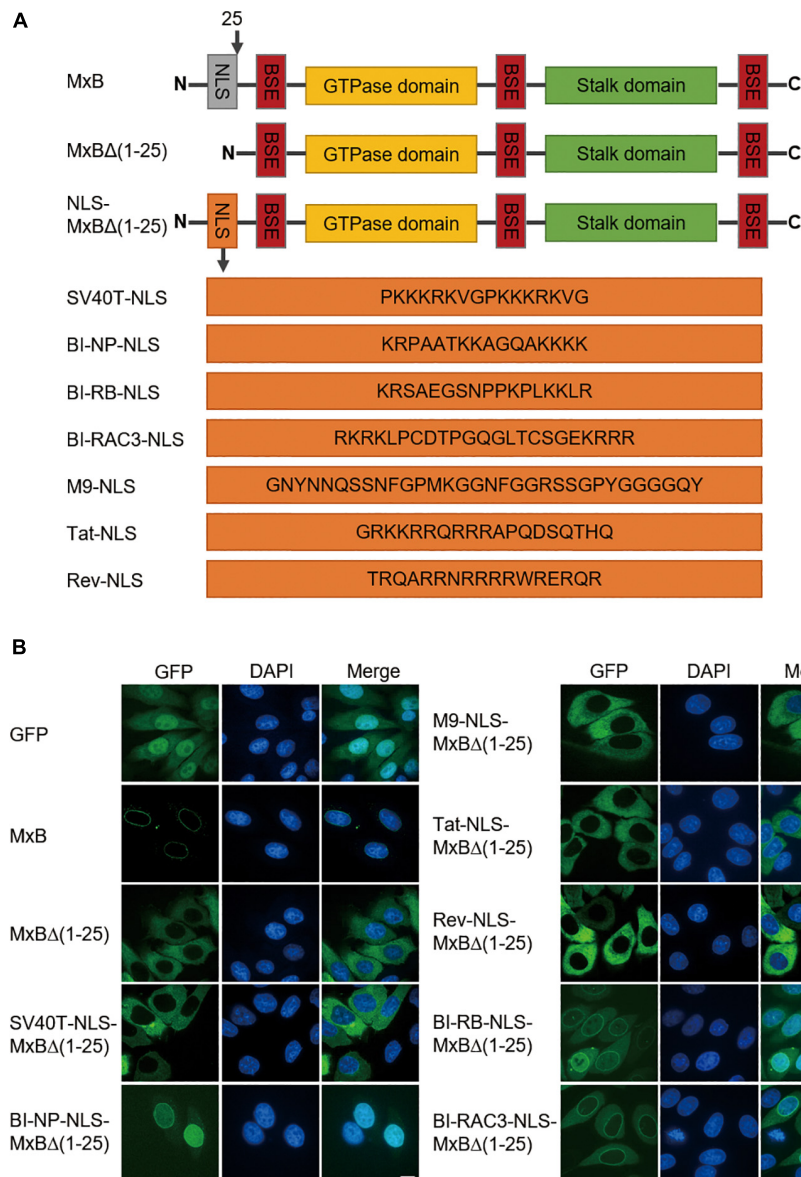 A
25
MxB
N
NLS
BSE
GTPase domain
BSE
Stalk domain
BSE
C
MxBΔ(1-25)
N
BSE
GTPase domain
BSE
Stalk domain
BSE
C
NLS-
MxBΔ(1-25)
N
NLS
BSE
GTPase domain
BSE
Stalk domain
BSE
C
SV40T-NLS PKKKRKVGPKKKRKVG
BI-NP-NLS KRPAATKKAGQAKKKK
BI-RB-NLS KRSAEGSNPPKPLKKLR
BI-RAC3-NLS RKRKLPCDTPGQGLTCSGEKRRR
M9-NLS GNYNNQSSNFGPMKGGNFGGRSSGPYGGGGQY
Tat-NLS GRKKRRQRRRAPQDSQTHQ
Rev-NLS TRQARRNRRRRWRERQR
B
GFP DAPI Merge
GFP
MxB
MxBΔ(1-25)
SV40T-NLS-
MxBΔ(1-25)
BI-NP-NLS-
MxBΔ(1-25)
GFP DAPI
M9-NLS-
MxBΔ(1-25)
Tat-NLS-
MxBΔ(1-25)
Rev-NLS-
MxBΔ(1-25)
BI-RB-NLS-
MxBΔ(1-25)
BI-RAC3-NLS-
MxBΔ(1-25)